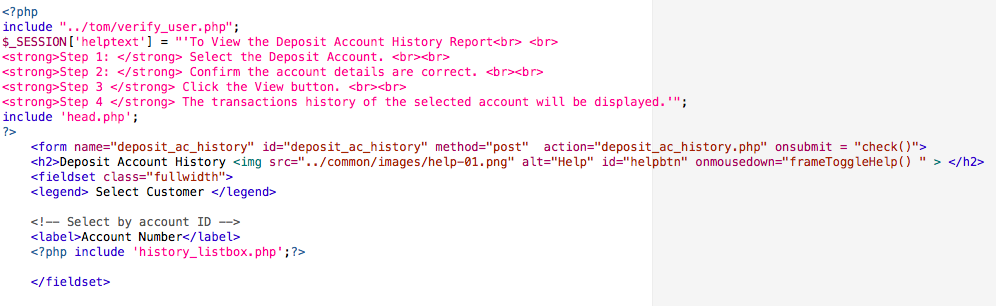 <?php
include "../tom/verify_user.php";
$_SESSION['helptext'] = "'To View the Deposit Account History Report<br> <br>
<strong>Step 1: </strong> Select the Deposit Account. <br><br>
<strong>Step 2: </strong> Confirm the account details are correct. <br><br>
<strong>Step 3 </strong> Click the View button. <br><br>
<strong>Step 4 </strong> The transactions history of the selected account will be displayed.'";
include 'head.php';
?>
<form name="deposit_ac_history" id="deposit_ac_history" method="post"  action="deposit_ac_history.php" onsubmit = "check()">
<h2>Deposit Account History <img src="../common/images/help-01.png" alt="Help" id="helpbtn" onmousedown="frameToggleHelp() " > </h2>
<fieldset class="fullwidth">
<legend> Select Customer </legend>
<!-- Select by account ID -->
<label>Account Number</label>
<?php include 'history_listbox.php';?>
</fieldset>